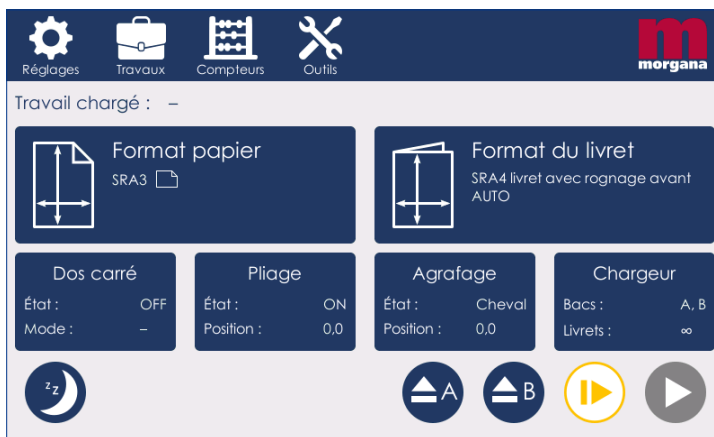 Réglages
Travaux
Compteurs
Outils
morgana
Travail chargé : –
Format papier
SRA3
Format du livret
SRA4 livret avec rognage avant
AUTO
Dos carré
État : OFF
Mode : –
Pliage
État : ON
Position : 0,0
Agrafage
État : Cheval
Position : 0,0
Chargeur
Bacs : A, B
Livrets : ∞
z z
A
B